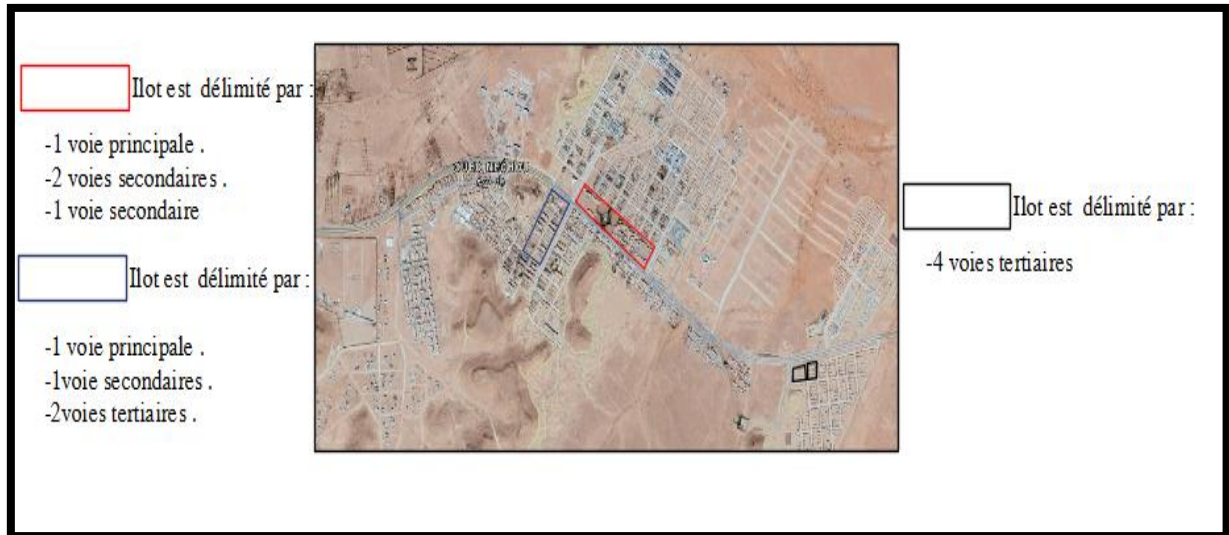 Ilot est délimité par :
-1 voie principale .
-2 voies secondaires .
-1 voie secondaire
Ilot est délimité par :
-1 voie principale .
-1voie secondaires .
-2voies tertiaires .
Ilot est délimité par :
-4 voies tertiaires